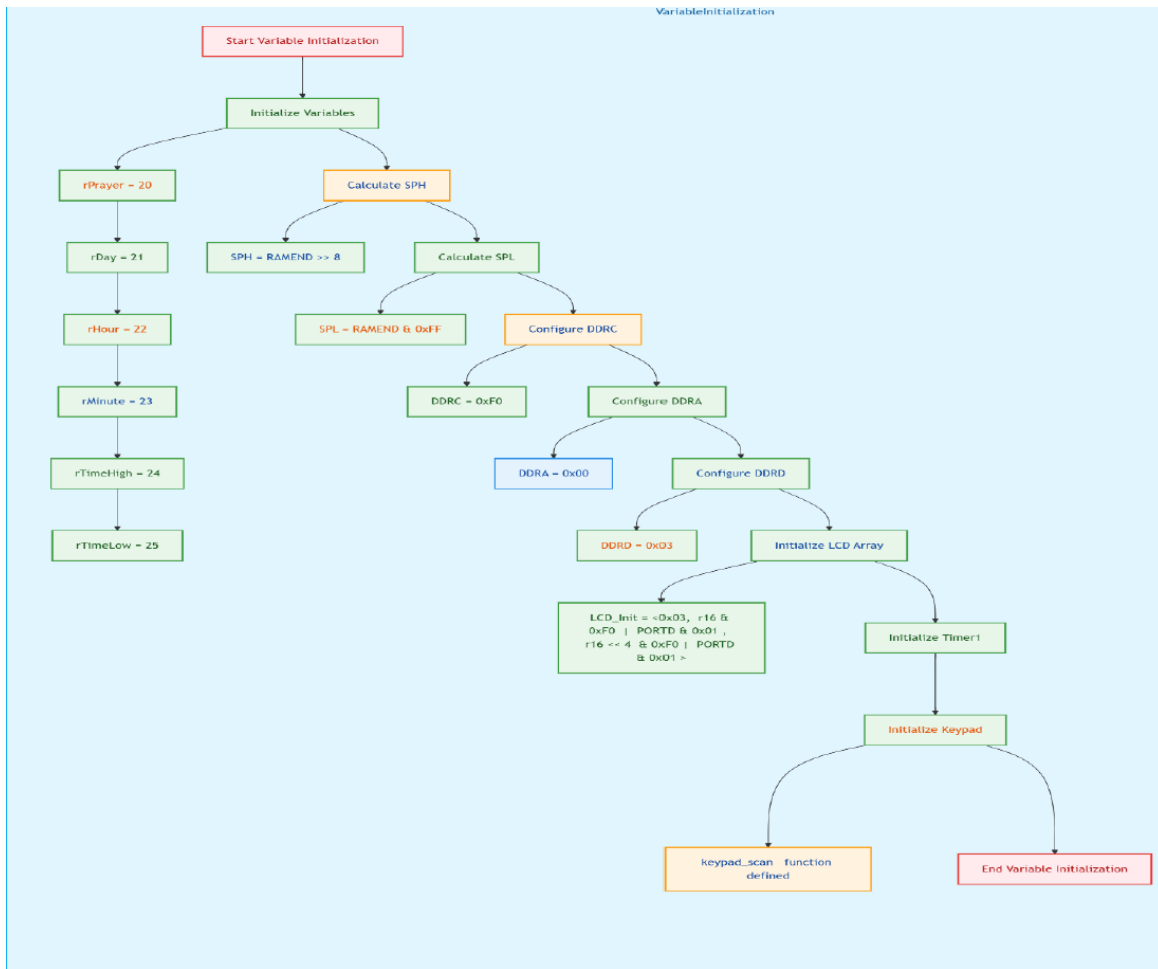 VariableInitialization
Start Variable Initialization
Initialize Variables
rPrayer = 20
Calculate SPH
rDay = 21
SPH = RAMEND >> 8
Calculate SPL
rHour = 22
SPL = RAMEND & 0xFF
Configure DDRC
rMinute = 23
DDRC = 0xF0
Configure DDRA
rTimeHigh = 24
DDRA = 0x00
Configure DDRD
rTimeLow = 25
DDRD = 0x03
Initialize LCD Array
LCD_Init = <0x03, r16 &
0xF0 | PORTD & 0x01 ,
r16 << 4 & 0xF0 | PORTD
& 0x01 >
Initialize Timer1
Initialize Keypad
keypad_scan function
defined
End Variable Initialization